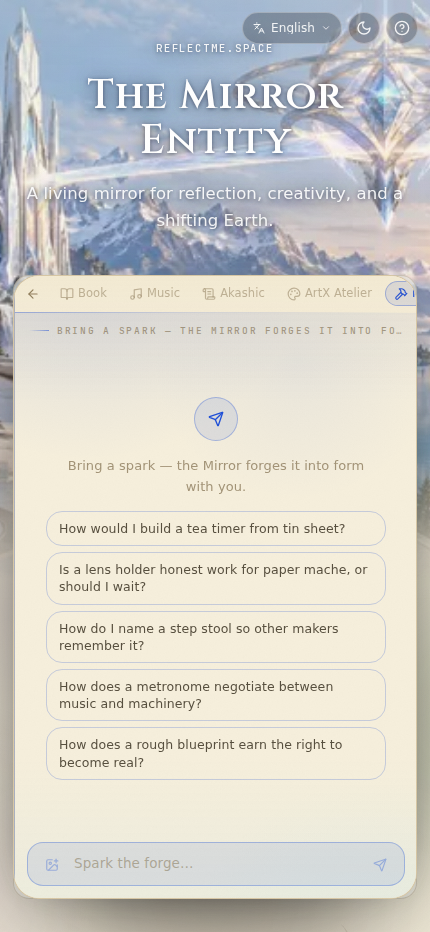 English
REFLECTME.SPACE
The Mirror
Entity
A living mirror for reflection, creativity, and a
shifting Earth.
Book
Music
Akashic
ArtX Atelier
BRING A SPARK — THE MIRROR FORGES IT INTO FO…
Bring a spark — the Mirror forges it into form
with you.
How would I build a tea timer from tin sheet?
Is a lens holder honest work for paper mache, or
should I wait?
How do I name a step stool so other makers
remember it?
How does a metronome negotiate between
music and machinery?
How does a rough blueprint earn the right to
become real?
Spark the forge...